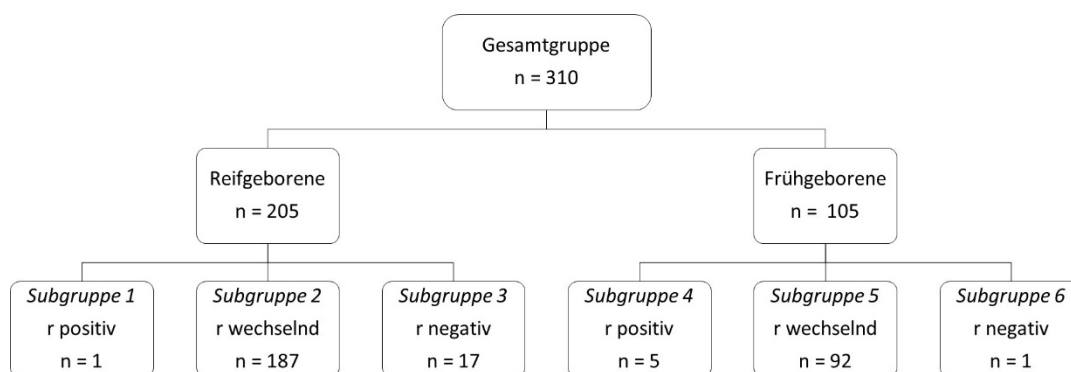 Gesamtgruppe
n = 310
Reifgeborene
n = 205
Frühgeborene
n = 105
Subgruppe 1
r positiv
n = 1
Subgruppe 2
r wechselnd
n = 187
Subgruppe 3
r negativ
n = 17
Subgruppe 4
r positiv
n = 5
Subgruppe 5
r wechselnd
n = 92
Subgruppe 6
r negativ
n = 1